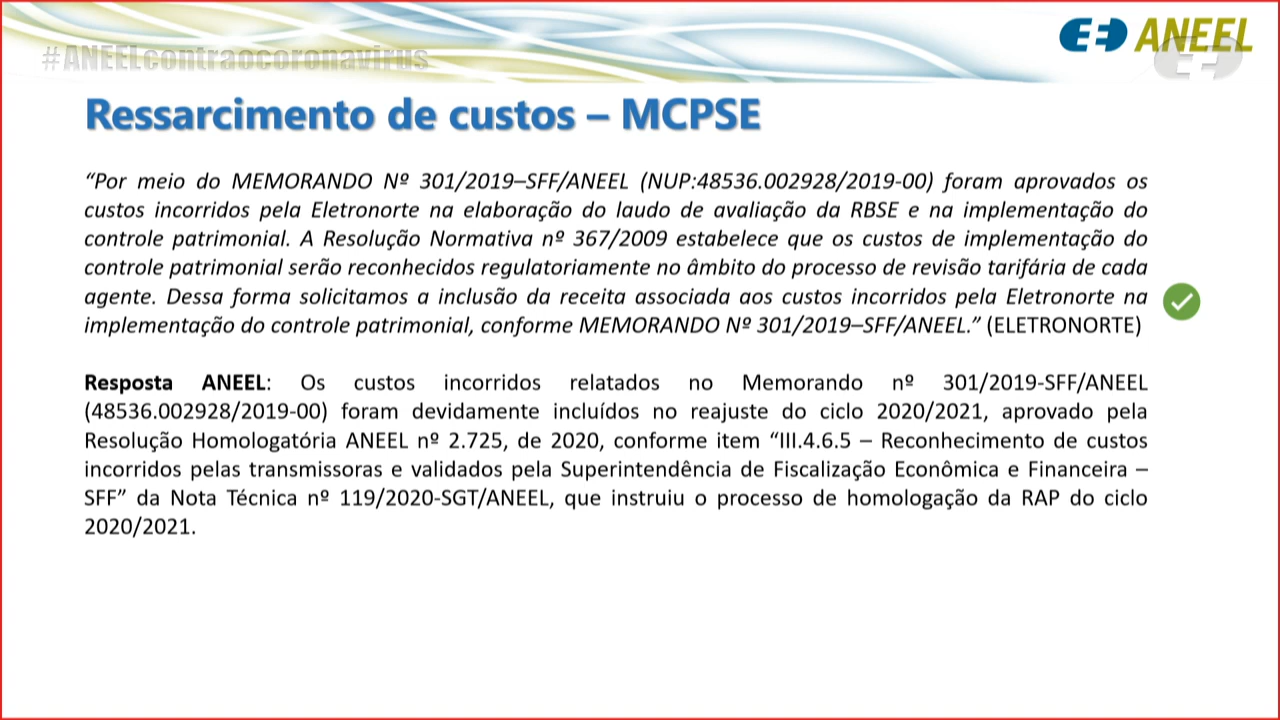 #ANEELcontraocoronavirus
ANEEL
Ressarcimento de custos – MCPSE
“Por meio do MEMORANDO Nº 301/2019–SFF/ANEEL (NUP:48536.002928/2019-00) foram aprovados os
custos incorridos pela Eletronorte na elaboração do laudo de avaliação da RBSE e na implementação do
controle patrimonial. A Resolução Normativa nº 367/2009 estabelece que os custos de implementação do
controle patrimonial serão reconhecidos regulatoriamente no âmbito do processo de revisão tarifária de cada
agente. Dessa forma solicitamos a inclusão da receita associada aos custos incorridos pela Eletronorte na
implementação do controle patrimonial, conforme MEMORANDO Nº 301/2019–SFF/ANEEL.” (ELETRONORTE)
Resposta ANEEL: Os custos incorridos relatados no Memorando nº 301/2019-SFF/ANEEL
(48536.002928/2019-00) foram devidamente incluídos no reajuste do ciclo 2020/2021, aprovado pela
Resolução Homologatória ANEEL nº 2.725, de 2020, conforme item “III.4.6.5 – Reconhecimento de custos
incorridos pelas transmissoras e validados pela Superintendência de Fiscalização Econômica e Financeira –
SFF” da Nota Técnica nº 119/2020-SGT/ANEEL, que instruiu o processo de homologação da RAP do ciclo
2020/2021.